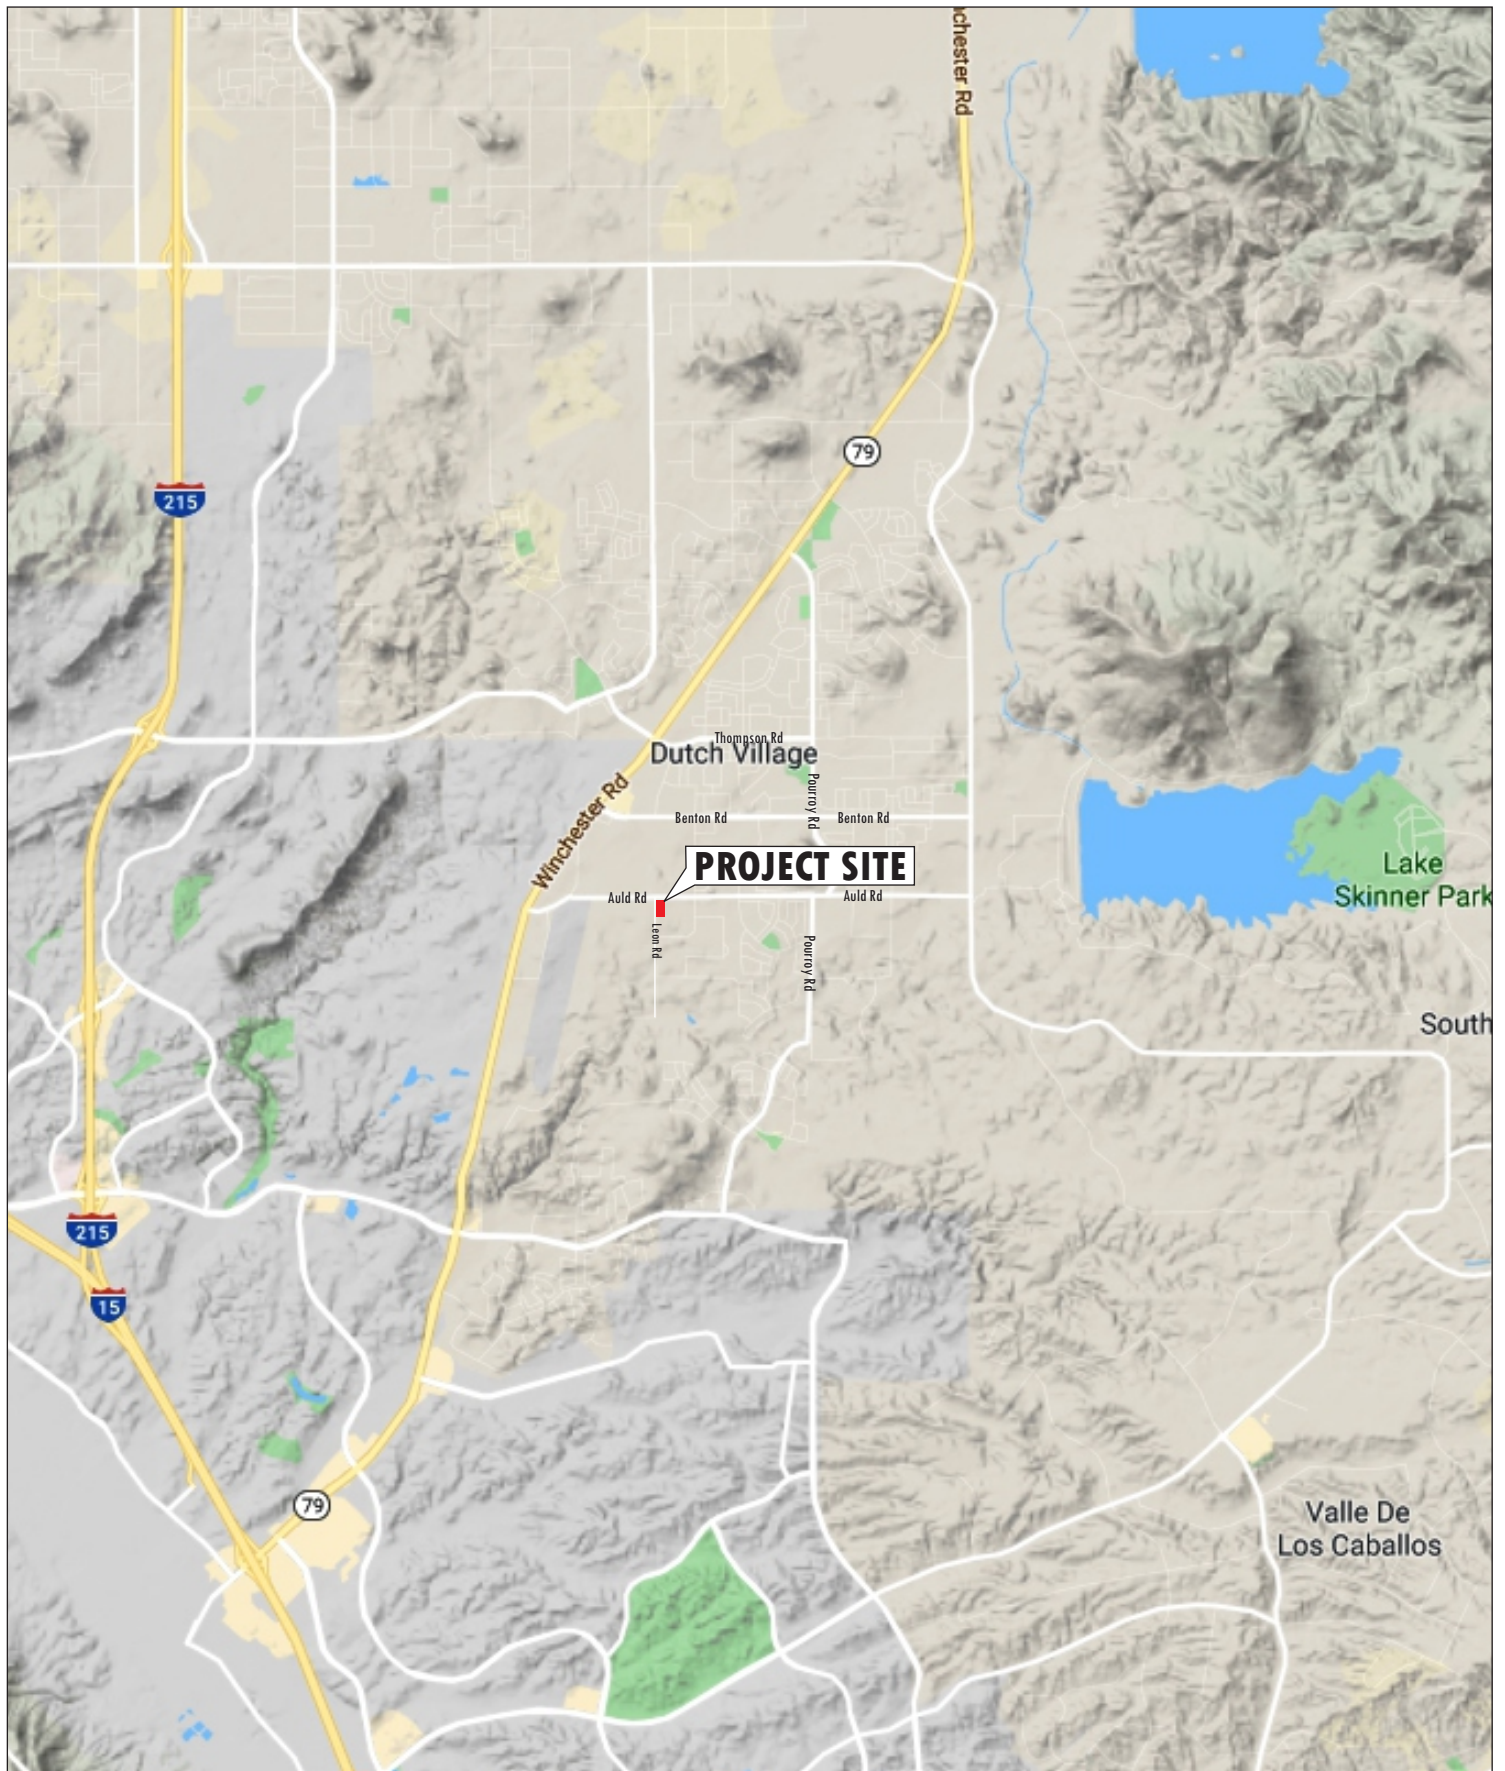 chester Rd
79
215
Thompson Rd
Dutch Village
Pourroy Rd
Winchester Rd
Benton Rd
Benton Rd
PROJECT SITE
Lake
Skinner Park
Auld Rd
Auld Rd
Leon Rd
Pourroy Rd
South
215
15
79
Valle De
Los Caballos